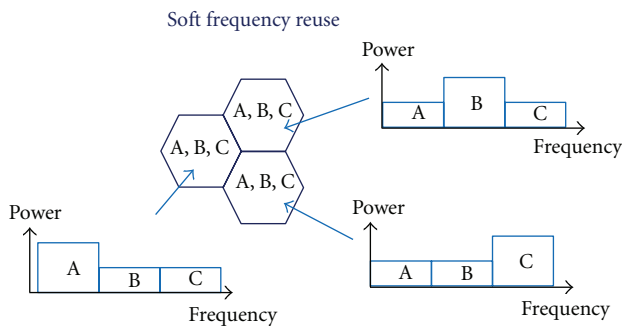 Soft frequency reuse
Power
A
B
C
Frequency
A, B, C
A, B, C
A, B, C
Power
A
B
C
Frequency
Power
A
B
C
Frequency